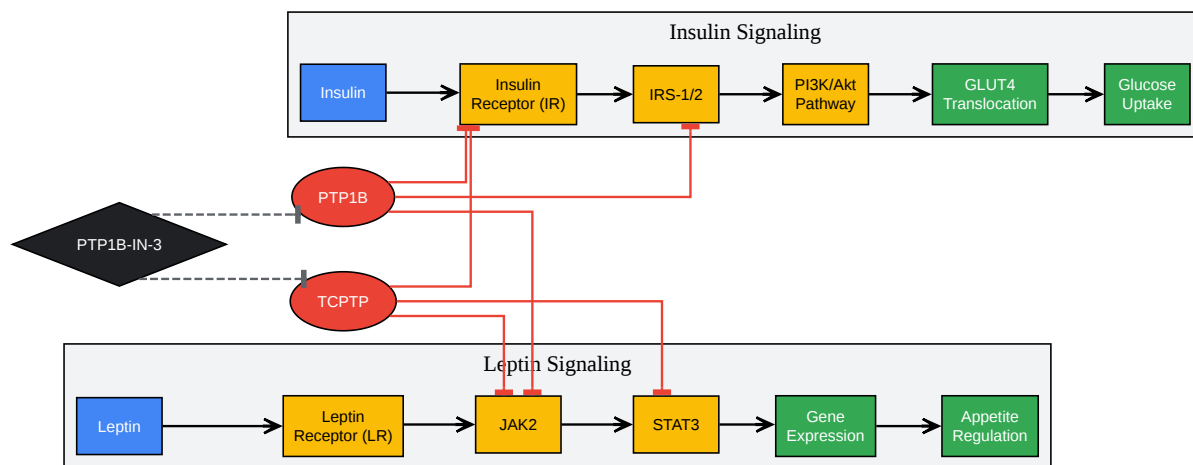 Insulin Signaling
Insulin
Insulin
Receptor (IR)
IRS-1/2
PI3K/Akt
Pathway
GLUT4
Translocation
Glucose
Uptake
PTP1B
PTP1B-IN-3
TCPTP
Leptin Signaling
Leptin
Leptin
Receptor (LR)
JAK2
STAT3
Gene
Expression
Appetite
Regulation